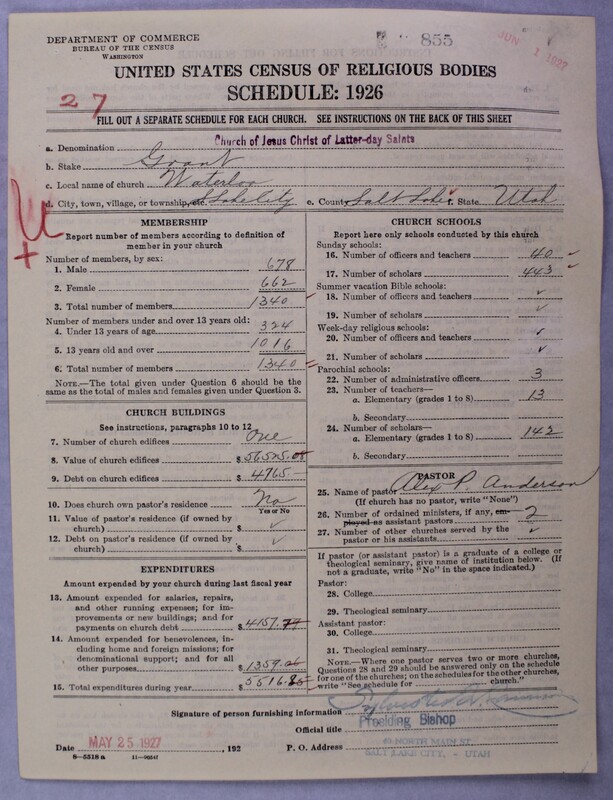 DEPARTMENT OF COMMERCE
BUREAU OF THE CENSUS
WASHINGTON
855
JUN 1 1927
UNITED STATES CENSUS OF RELIGIOUS BODIES
SCHEDULE: 1926
27
FILL OUT A SEPARATE SCHEDULE FOR EACH CHURCH. SEE INSTRUCTIONS ON THE BACK OF THIS SHEET
a. Denomination Church of Jesus Christ of Latter-day Saints
b. Stake Grant
c. Local name of church Waterloo
d. City, town, village, or township, etc. Lake City e. County Salt Lake f. State Utah
MEMBERSHIP
Report number of members according to definition of
member in your church
Number of members, by sex:
1. Male 678
2. Female 662
3. Total number of members 1340
Number of members under and over 13 years old:
4. Under 13 years of age 324
5. 13 years old and over 1016
6. Total number of members 1340
NOTE.—The total given under Question 6 should be the
same as the total of males and females given under Question 3.
CHURCH BUILDINGS
See instructions, paragraphs 10 to 12
7. Number of church edifices One
8. Value of church edifices $ 56525.00
9. Debt on church edifices $ 4765—
10. Does church own pastor's residence No
Yes or No
11. Value of pastor's residence (if owned by
church) $ ✓
12. Debt on pastor's residence (if owned by
church) $ ✓
EXPENDITURES
Amount expended by your church during last fiscal year
13. Amount expended for salaries, repairs,
and other running expenses; for im-
provements or new buildings; and for
payments on church debt $ 4157.79
14. Amount expended for benevolences, in-
cluding home and foreign missions; for
denominational support; and for all
other purposes $ 1359.06
15. Total expenditures during year $ 5516.85
CHURCH SCHOOLS
Report here only schools conducted by this church
Sunday schools:
16. Number of officers and teachers 40
17. Number of scholars 443
Summer vacation Bible schools:
18. Number of officers and teachers ✓
19. Number of scholars ✓
Week-day religious schools:
20. Number of officers and teachers ✓
21. Number of scholars ✓
Parochial schools:
22. Number of administrative officers 3
23. Number of teachers—
a. Elementary (grades 1 to 8) 13
b. Secondary
24. Number of scholars—
a. Elementary (grades 1 to 8) 142
b. Secondary
PASTOR
25. Name of pastor Alex P. Anderson
(If church has no pastor, write "None")
26. Number of ordained ministers, if any, em-
ployed as assistant pastors 2
27. Number of other churches served by the
pastor or his assistants ✓
If pastor (or assistant pastor) is a graduate of a college or
theological seminary, give name of institution below. (If
not a graduate, write "No" in the space indicated.)
Pastor:
28. College
29. Theological seminary
Assistant pastor:
30. College
31. Theological seminary
NOTE.—Where one pastor serves two or more churches,
Questions 28 and 29 should be answered only on the schedule
for one of the churches; on the schedules for the other churches,
write "See schedule for church."
Signature of person furnishing information Sylvester Q. Cannon
Official title Presiding Bishop
Date MAY 25 1927, 192 P. O. Address 40 NORTH MAIN ST.
SALT LAKE CITY, - UTAH
8—5518a